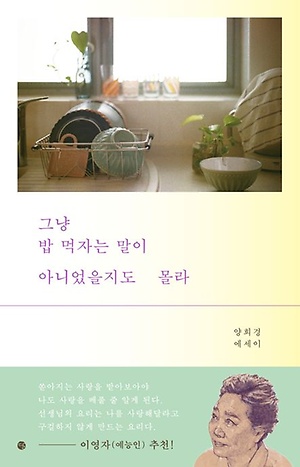 그냥
밥 먹자는 말이
아니었을지도 몰라
양희경
에세이
쏟아지는 사랑을 받아보아야
나도 사랑을 베풀 줄 알게 된다.
선생님의 요리는 나를 사랑해달라고
구걸하지 않게 만드는 요리다.
이영자(예능인) 추천!